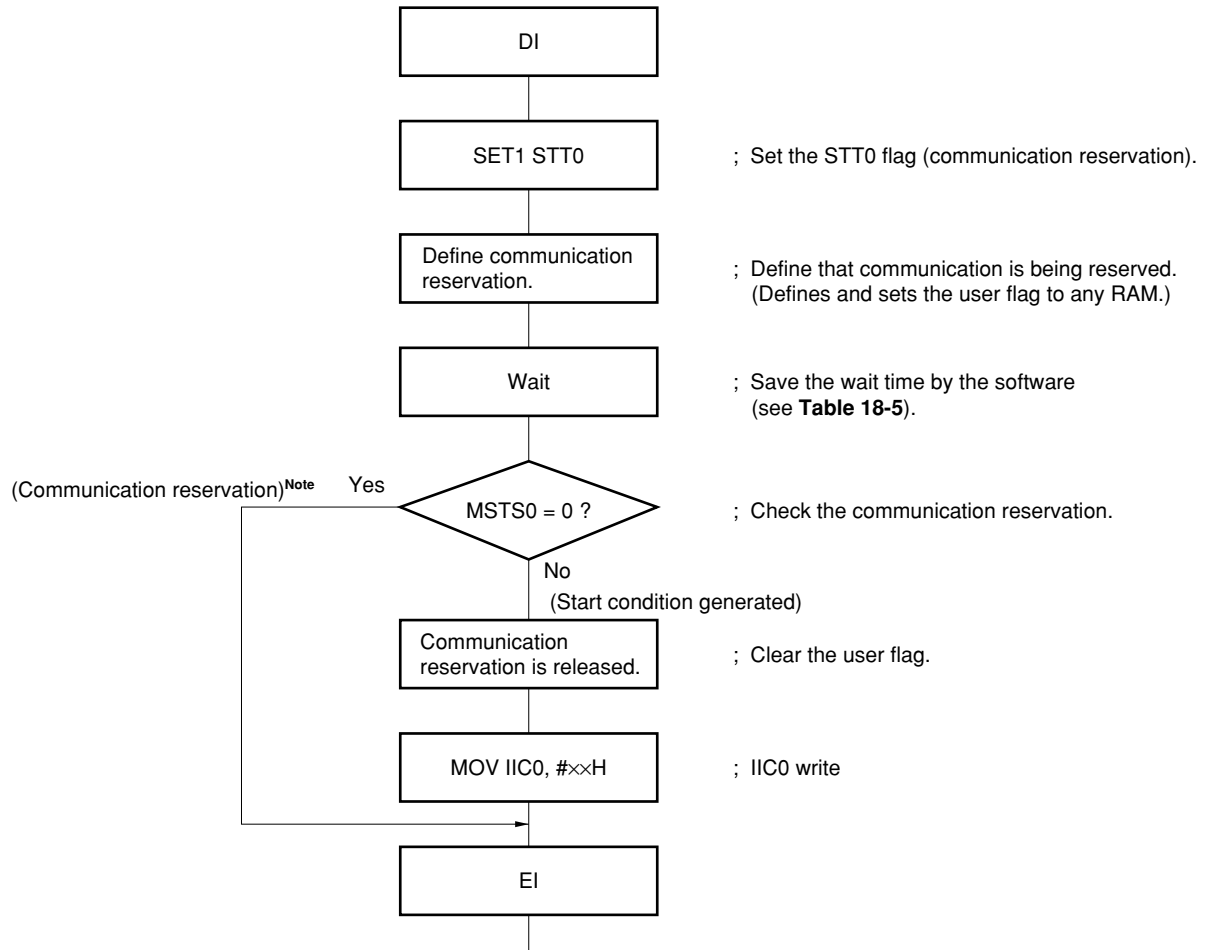 DI
SET1 STT0
; Set the STT0 flag (communication reservation).
Define communication
reservation.
; Define that communication is being reserved.
(Defines and sets the user flag to any RAM.)
Wait
; Save the wait time by the software
(see Table 18-5).
(Communication reservation)Note
Yes
MSTS0 = 0 ?
; Check the communication reservation.
No
(Start condition generated)
Communication
reservation is released.
; Clear the user flag.
MOV IIC0, #××H
; IIC0 write
EI